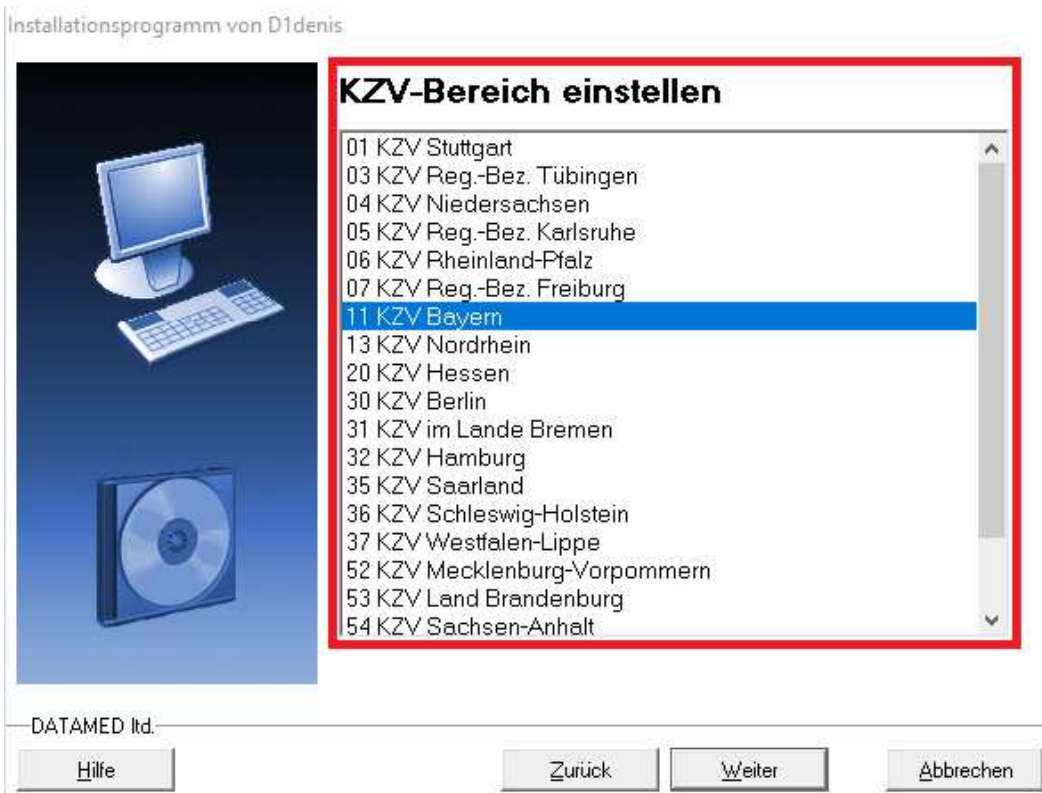 Installationsprogramm von D1denis
KZV-Bereich einstellen
01 KZV Stuttgart
03 KZV Reg.-Bez. Tübingen
04 KZV Niedersachsen
05 KZV Reg.-Bez. Karlsruhe
06 KZV Rheinland-Pfalz
07 KZV Reg.-Bez. Freiburg
11 KZV Bayern
13 KZV Nordrhein
20 KZV Hessen
30 KZV Berlin
31 KZV im Lande Bremen
32 KZV Hamburg
35 KZV Saarland
36 KZV Schleswig-Holstein
37 KZV Westfalen-Lippe
52 KZV Mecklenburg-Vorpommern
53 KZV Land Brandenburg
54 KZV Sachsen-Anhalt
DATAMED ltd.
Hilfe Zurück Weiter Abbrechen